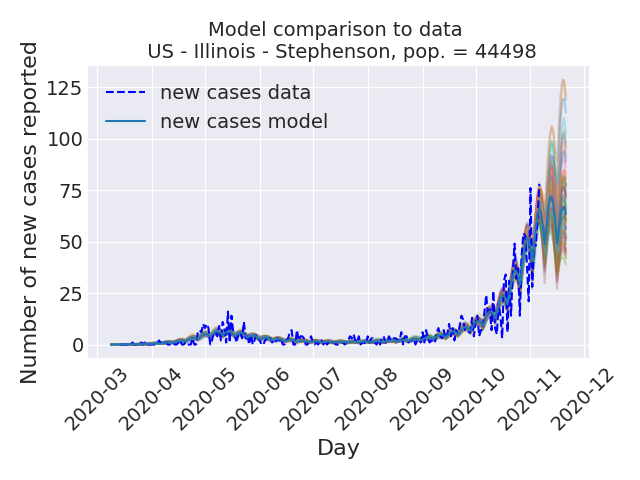 Model comparison to data
US - Illinois - Stephenson, pop. = 44498
Number of new cases reported
125
100
75
50
25
0
new cases data
new cases model
2020-03
2020-04
2020-05
2020-06
2020-07
2020-08
2020-09
2020-10
2020-11
2020-12
Day